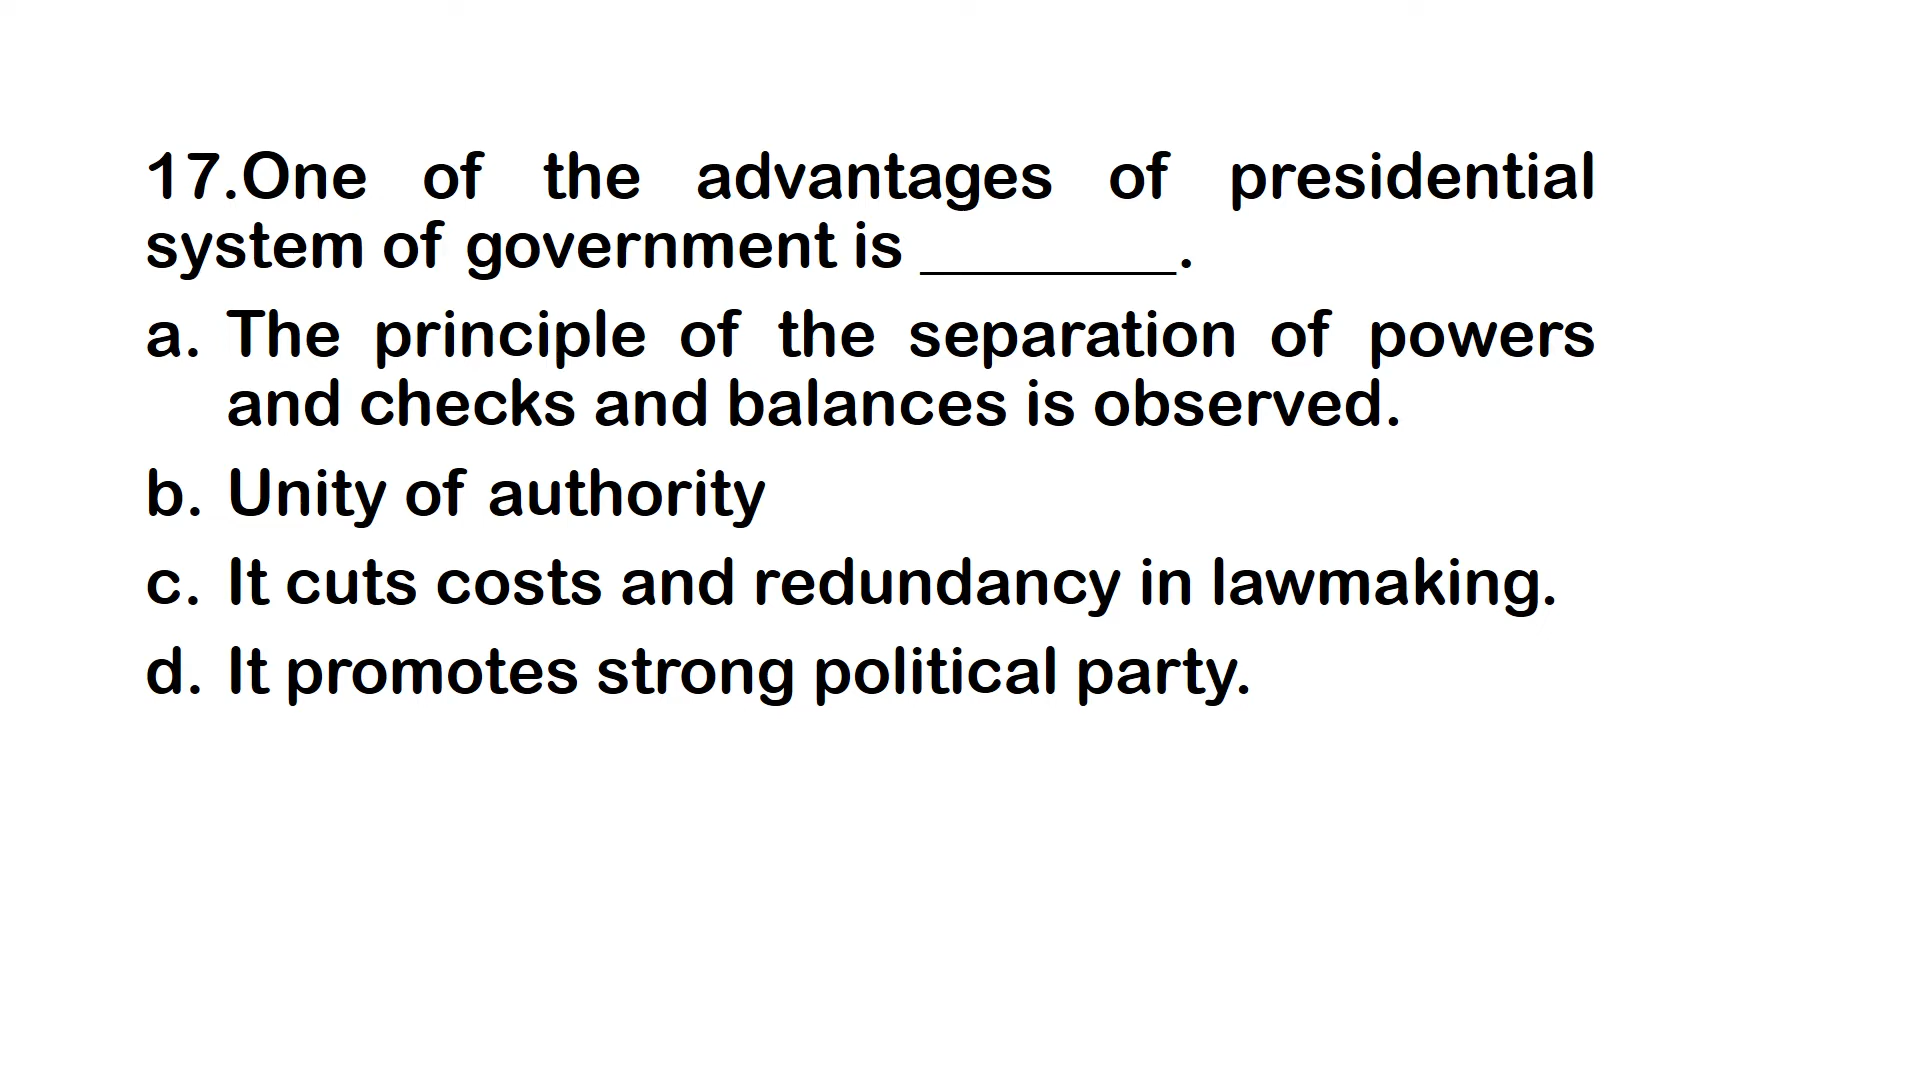 17.One of the advantages of presidential
system of government is ________.
a. The principle of the separation of powers
and checks and balances is observed.
b. Unity of authority
c. It cuts costs and redundancy in lawmaking.
d. It promotes strong political party.